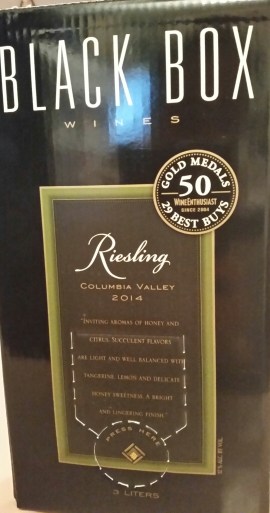 BLACK BOX
WINES
GOLD MEDALS
50
WINEENTHUSIAST
SINCE 2004
29 BEST BUYS
Riesling
COLUMBIA VALLEY
2014
"INVITING AROMAS OF HONEY AND
CITRUS. SUCCULENT FLAVORS
ARE LIGHT AND WELL BALANCED WITH
TANGERINE, LEMON AND DELICATE
HONEY SWEETNESS. A BRIGHT
AND LINGERING FINISH."
PRESS HERE
3 LITERS